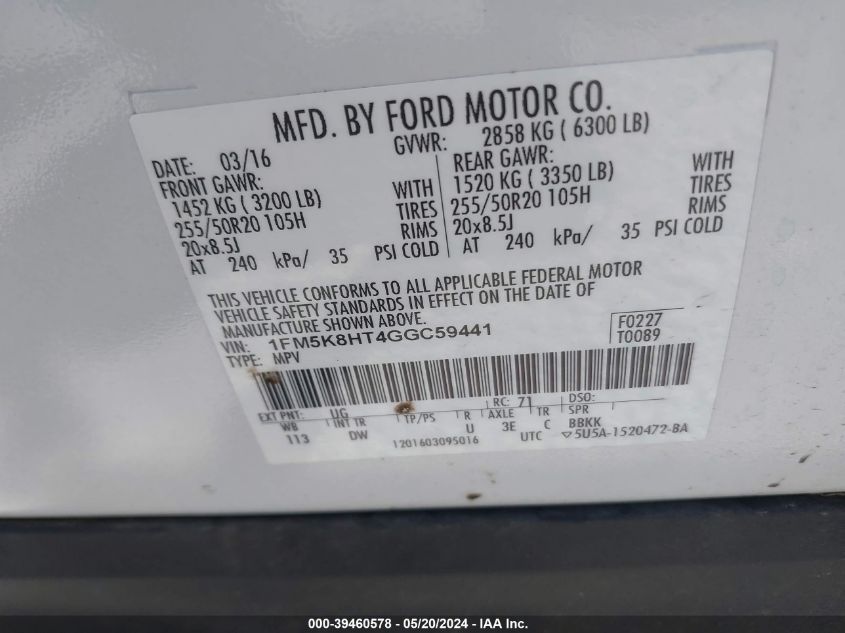 MFD. BY FORD MOTOR CO.
DATE: 03/16
GVWR: 2858 KG ( 6300 LB)
FRONT GAWR:
1452 KG ( 3200 LB) WITH
255/50R20 105H TIRES
20x8.5J RIMS
AT 240 kPa/ 35 PSI COLD
REAR GAWR: WITH
1520 KG ( 3350 LB) TIRES
255/50R20 105H RIMS
20x8.5J
AT 240 kPa/ 35 PSI COLD
THIS VEHICLE CONFORMS TO ALL APPLICABLE FEDERAL MOTOR
VEHICLE SAFETY STANDARDS IN EFFECT ON THE DATE OF
MANUFACTURE SHOWN ABOVE.
VIN: 1FM5K8HT4GGC59441
TYPE: MPV
F0227
T0089
EXT PNT: UG RC: 71 DSO:
WB INT TR TP/PS R AXLE TR SPR
113 DW U 3E C BBKK
1201603095016 UTC ▽5U5A-1520472-BA
000-39460578 - 05/20/2024 - IAA Inc.